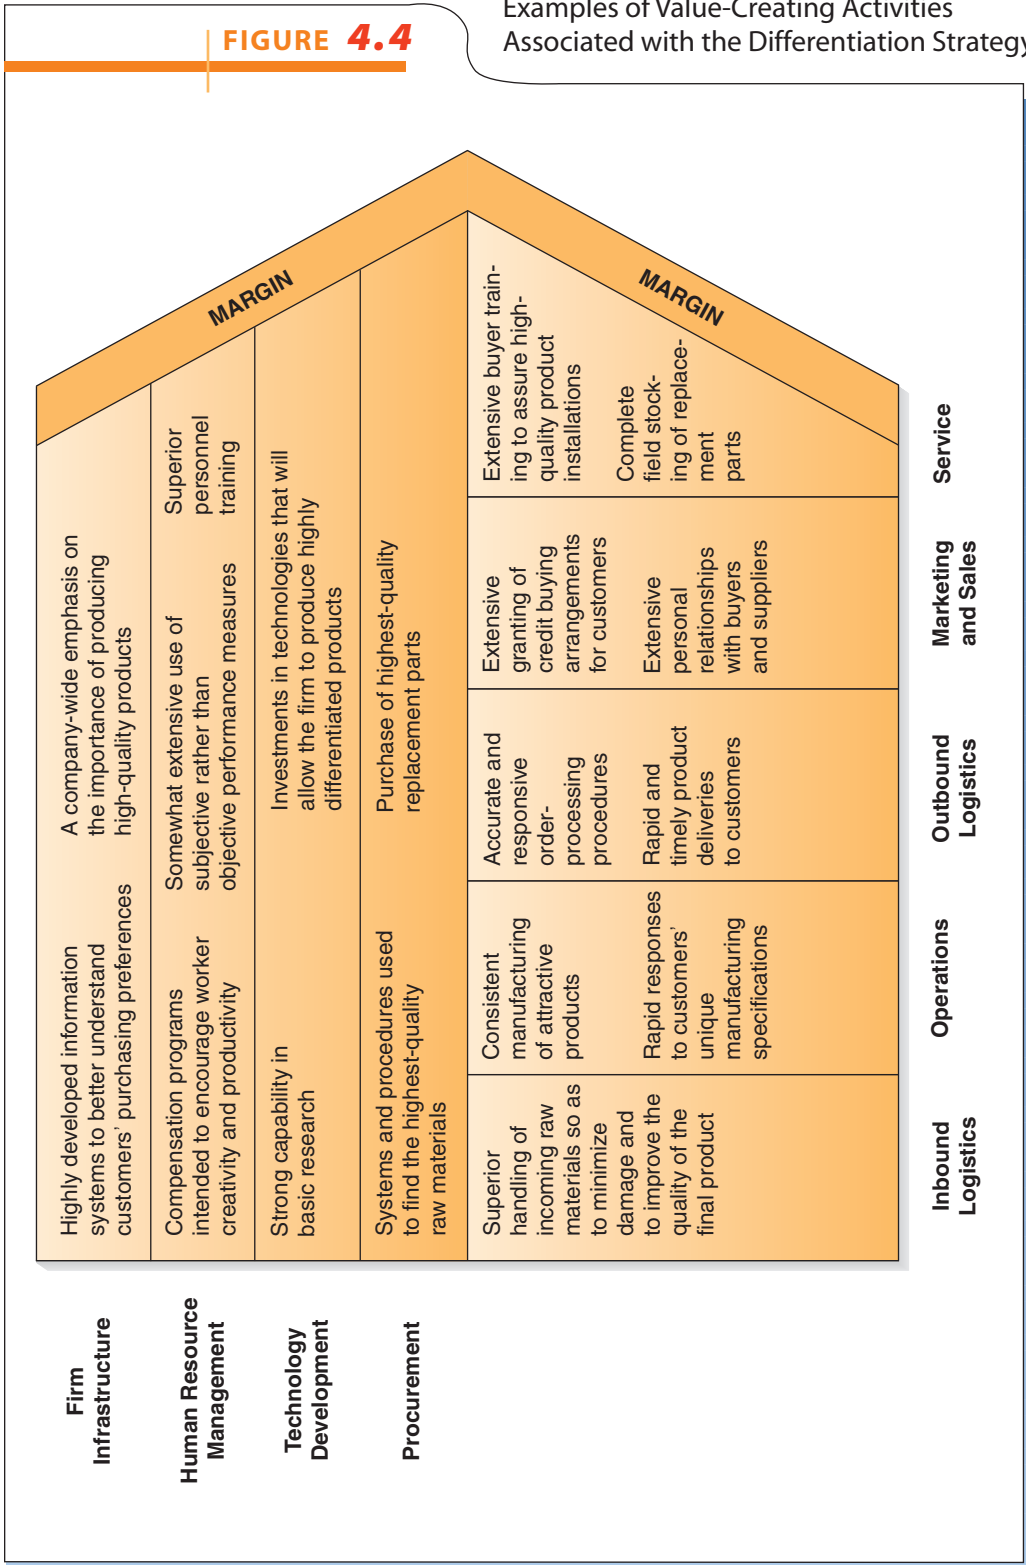 FIGURE 4.4
Examples of Value-Creating Activities
Associated with the Differentiation Strategy
Firm
Infrastructure
Highly developed information
systems to better understand
customers’ purchasing preferences
A company-wide emphasis on
the importance of producing
high-quality products
Human Resource
Management
Compensation programs
intended to encourage worker
creativity and productivity
Somewhat extensive use of
subjective rather than
objective performance measures
Superior
personnel
training
Technology
Development
Strong capability in
basic research
Investments in technologies that will
allow the firm to produce highly
differentiated products
Procurement
Systems and procedures used
to find the highest-quality
raw materials
Purchase of highest-quality
replacement parts
MARGIN
Superior
handling of
incoming raw
materials so as
to minimize
damage and
to improve the
quality of the
final product
Consistent
manufacturing
of attractive
products
Rapid responses
to customers’
unique
manufacturing
specifications
Accurate and
responsive
order-
processing
procedures
Rapid and
timely product
deliveries
to customers
Extensive
granting of
credit buying
arrangements
for customers
Extensive
personal
relationships
with buyers
and suppliers
Extensive buyer train-
ing to assure high-
quality product
installations
Complete
field stock-
ing of replace-
ment
parts
MARGIN
Inbound
Logistics
Operations
Outbound
Logistics
Marketing
and Sales
Service